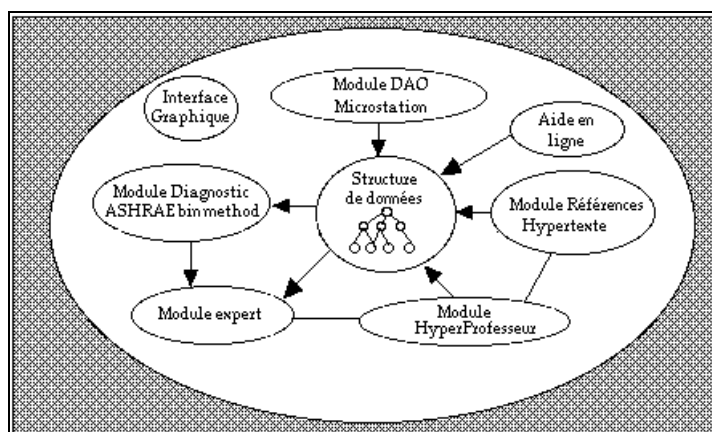 Interface
Graphique
Module DAO
Microstation
Aide en
ligne
Structure
de données
Module Diagnostic
ASHRAE bin method
Module Références
Hypertexte
Module expert
Module
HyperProfesseur